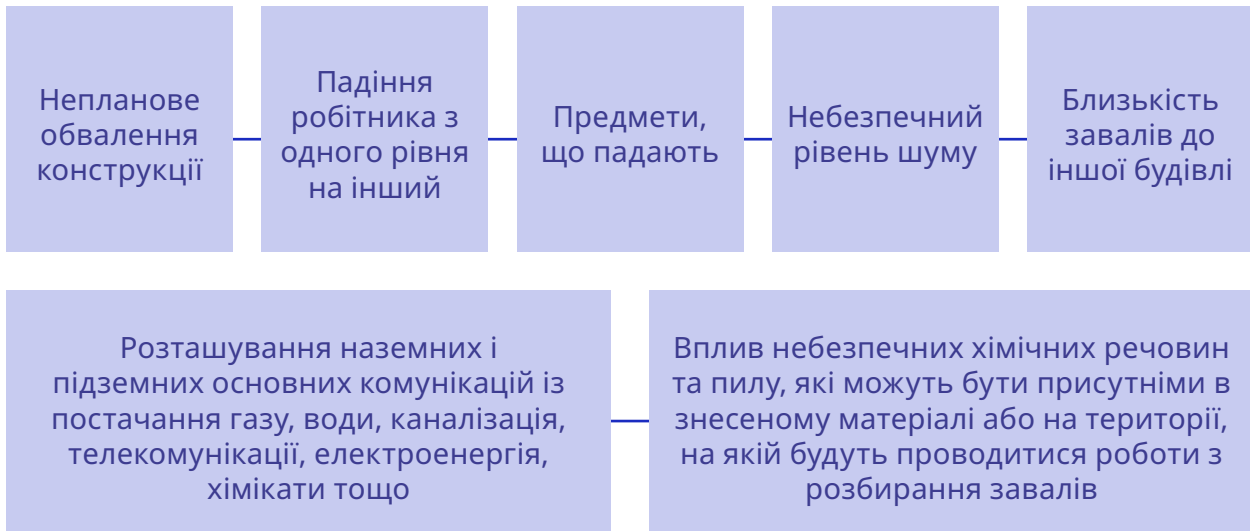 Непланове
обвалення
конструкції
Падіння
робітника з
одного рівня
на інший
Предмети,
що падають
Небезпечний
рівень шуму
Близькість
завалів до
іншої будівлі
Розташування наземних і
підземних основних комунікацій із
постачання газу, води, каналізація,
телекомунікації, електроенергія,
хімікати тощо
Вплив небезпечних хімічних речовин
та пилу, які можуть бути присутніми в
знесеному матеріалі або на території,
на якій будуть проводитися роботи з
розбирання завалів